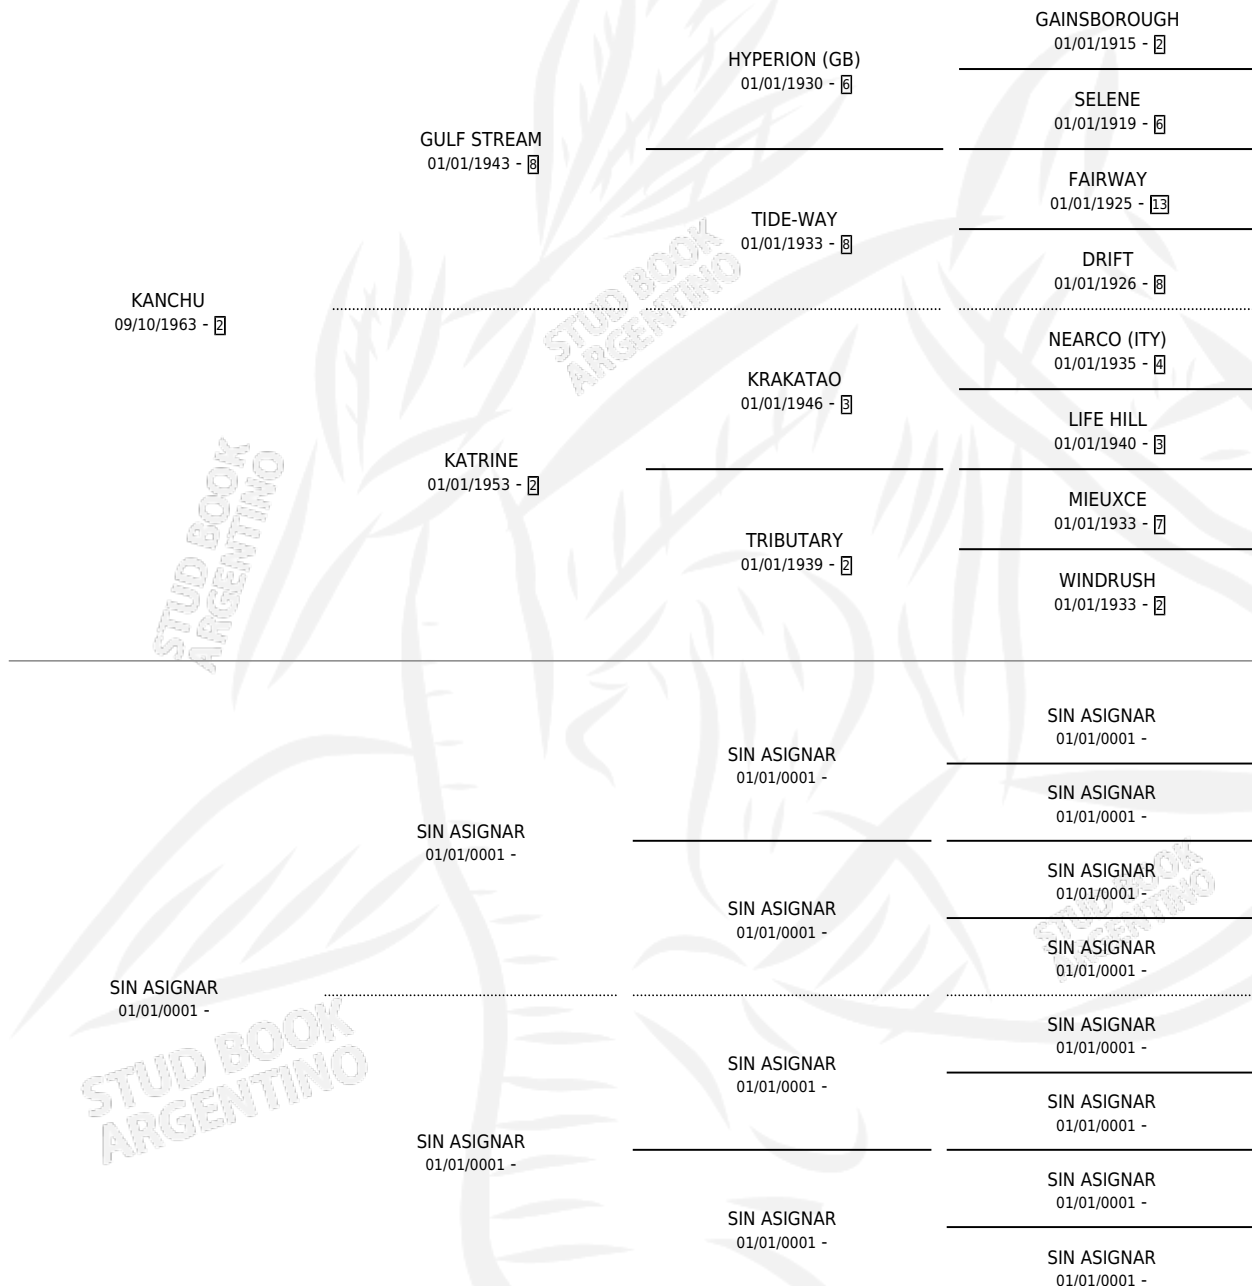 KANCHU
09/10/1963 - 2
GULF STREAM
01/01/1943 - 8
KATRINE
01/01/1953 - 2
HYPERION (GB)
01/01/1930 - 6
TIDE-WAY
01/01/1933 - 8
KRAKATAO
01/01/1946 - 3
TRIBUTARY
01/01/1939 - 2
GAINSBOROUGH
01/01/1915 - 2
SELENE
01/01/1919 - 6
FAIRWAY
01/01/1925 - 13
DRIFT
01/01/1926 - 8
NEARCO (ITY)
01/01/1935 - 4
LIFE HILL
01/01/1940 - 3
MIEUXCE
01/01/1933 - 7
WINDRUSH
01/01/1933 - 2
STUD BOOK
ARGENTINO
STUD BOOK
ARGENTINO
SIN ASIGNAR
01/01/0001 -
SIN ASIGNAR
01/01/0001 -
SIN ASIGNAR
01/01/0001 -
SIN ASIGNAR
01/01/0001 -
SIN ASIGNAR
01/01/0001 -
SIN ASIGNAR
01/01/0001 -
SIN ASIGNAR
01/01/0001 -
SIN ASIGNAR
01/01/0001 -
SIN ASIGNAR
01/01/0001 -
SIN ASIGNAR
01/01/0001 -
SIN ASIGNAR
01/01/0001 -
SIN ASIGNAR
01/01/0001 -
SIN ASIGNAR
01/01/0001 -
SIN ASIGNAR
01/01/0001 -
SIN ASIGNAR
01/01/0001 -
STUD BOOK
ARGENTINO
STUD BOOK
ARGENTINO